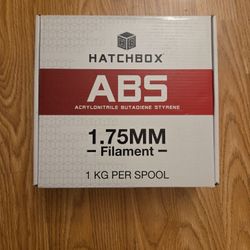 HATCHBOX
ABS
ACRYLONITRILE BUTADIENE STYRENE
1.75MM
Filament
1 KG PER SPOOL